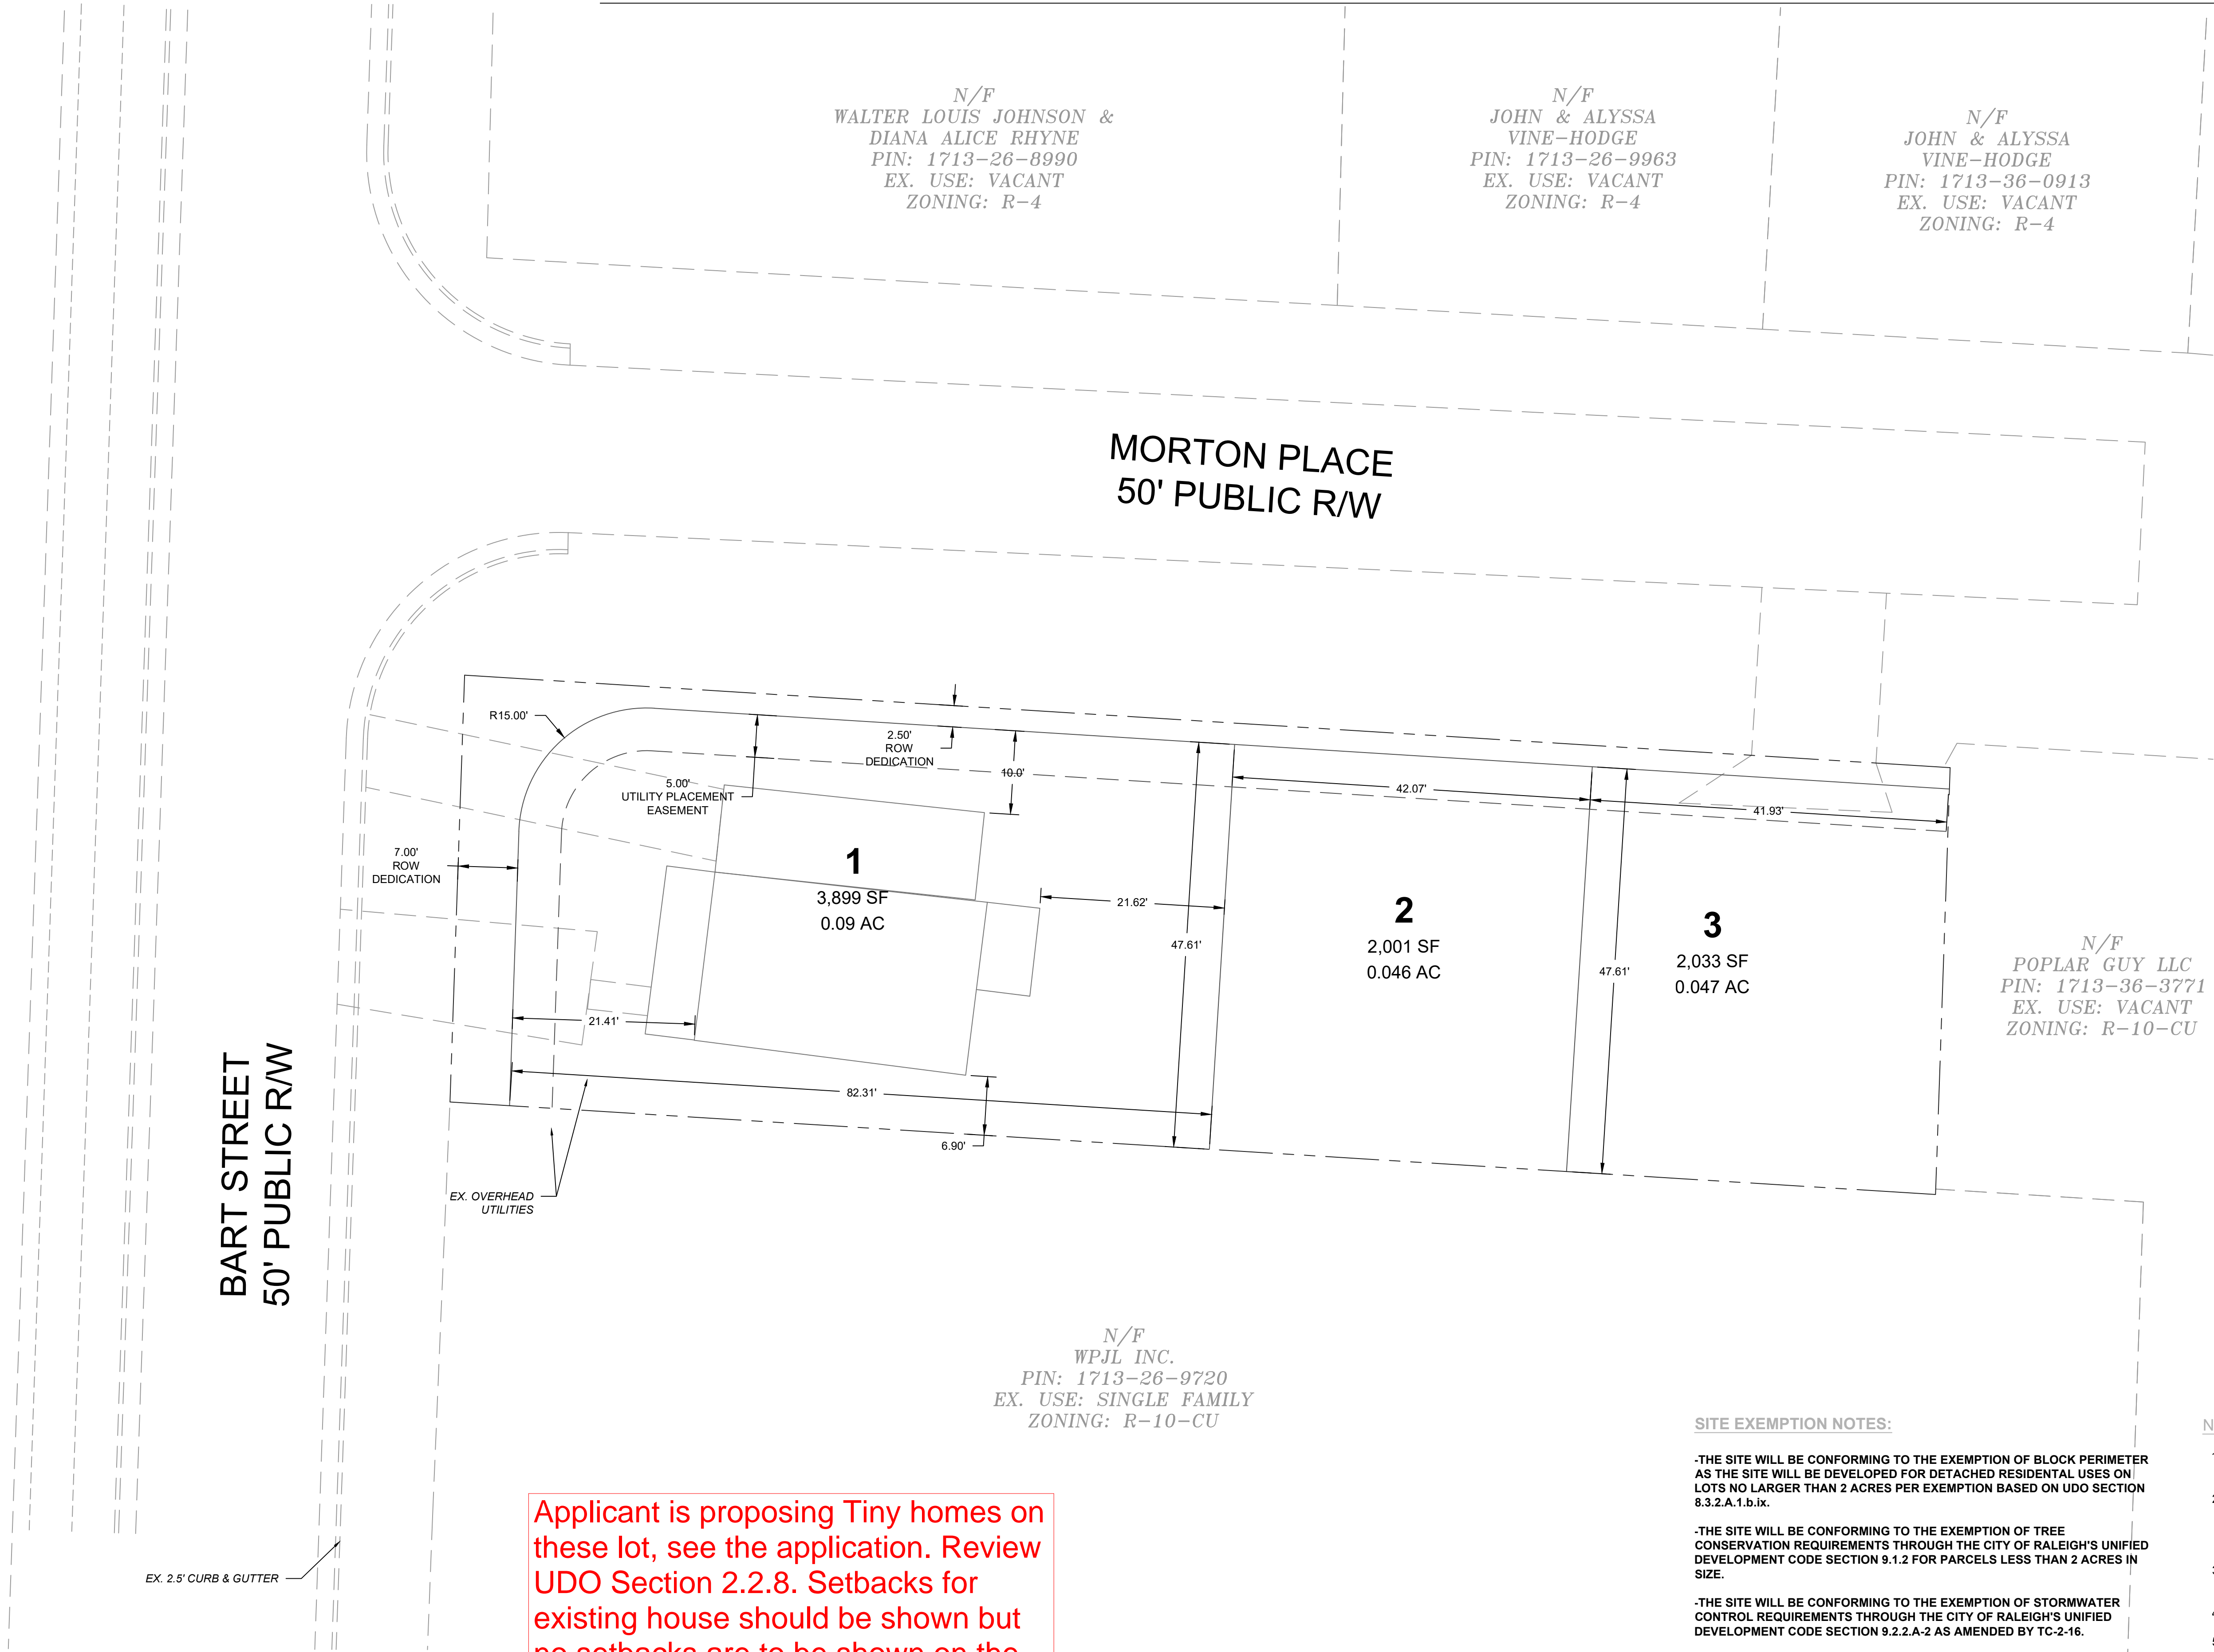 N/F
WALTER LOUIS JOHNSON &
DIANA ALICE RHYNE
PIN: 1713-26-8990
EX. USE: VACANT
ZONING: R-4
N/F
JOHN & ALYSSA
VINE-HODGE
PIN: 1713-26-9963
EX. USE: VACANT
ZONING: R-4
N/F
JOHN & ALYSSA
VINE-HODGE
PIN: 1713-36-0913
EX. USE: VACANT
ZONING: R-4
MORTON PLACE
50' PUBLIC R/W
R15.00'
2.50'
ROW
DEDICATION
10.0'
5.00'
UTILITY PLACEMENT
EASEMENT
42.07'
41.93'
7.00'
ROW
DEDICATION
1
3,899 SF
0.09 AC
21.62'
47.61'
2
2,001 SF
0.046 AC
47.61'
3
2,033 SF
0.047 AC
N/F
POPLAR GUY LLC
PIN: 1713-36-3771
EX. USE: VACANT
ZONING: R-10-CU
21.41'
82.31'
6.90'
BART STREET
50' PUBLIC R/W
EX. OVERHEAD
UTILITIES
N/F
WPJL INC.
PIN: 1713-26-9720
EX. USE: SINGLE FAMILY
ZONING: R-10-CU
EX. 2.5' CURB & GUTTER
Applicant is proposing Tiny homes on
these lot, see the application. Review
UDO Section 2.2.8. Setbacks for
existing house should be shown but
no setbacks are to be shown on the
SITE EXEMPTION NOTES:
-THE SITE WILL BE CONFORMING TO THE EXEMPTION OF BLOCK PERIMETER
AS THE SITE WILL BE DEVELOPED FOR DETACHED RESIDENTAL USES ON
LOTS NO LARGER THAN 2 ACRES PER EXEMPTION BASED ON UDO SECTION
8.3.2.A.1.b.ix.
-THE SITE WILL BE CONFORMING TO THE EXEMPTION OF TREE
CONSERVATION REQUIREMENTS THROUGH THE CITY OF RALEIGH'S UNIFIED
DEVELOPMENT CODE SECTION 9.1.2 FOR PARCELS LESS THAN 2 ACRES IN
SIZE.
-THE SITE WILL BE CONFORMING TO THE EXEMPTION OF STORMWATER
CONTROL REQUIREMENTS THROUGH THE CITY OF RALEIGH'S UNIFIED
DEVELOPMENT CODE SECTION 9.2.2.A-2 AS AMENDED BY TC-2-16.